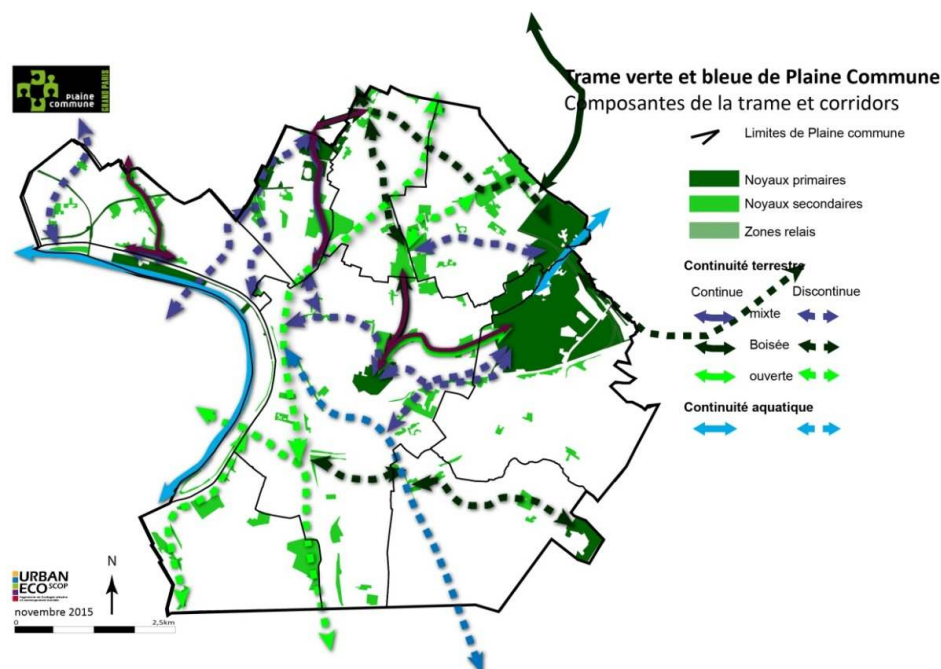 plaine
commune
GRAND PARIS
Trame verte et bleue de Plaine Commune
Composantes de la trame et corridors
Limites de Plaine commune
Noyaux primaires
Noyaux secondaires
Zones relais
Continuité terrestre
Continue
Discontinue
mixte
Boisée
ouverte
Continuité aquatique
N
URBAN
ECO SCOP
novembre 2015
0
2,5km